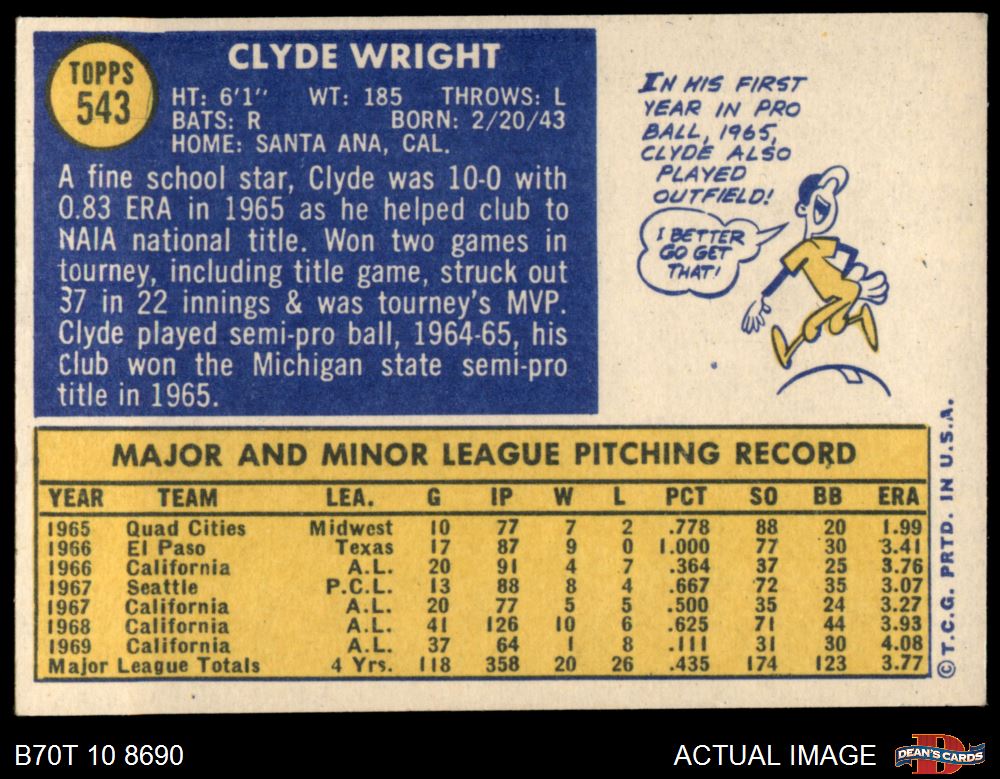 TOPPS
543
CLYDE WRIGHT
HT: 6'1" WT: 185 THROWS: L
BATS: R BORN: 2/20/43
HOME: SANTA ANA, CAL.
A fine school star, Clyde was 10-0 with
0.83 ERA in 1965 as he helped club to
NAIA national title. Won two games in
tourney, including title game, struck out
37 in 22 innings & was tourney's MVP.
Clyde played semi-pro ball, 1964-65, his
club won the Michigan state semi-pro
title in 1965.
IN HIS FIRST
YEAR IN PRO
BALL, 1965,
CLYDE ALSO
PLAYED
OUTFIELD!
I BETTER
GO GET
THAT!
MAJOR AND MINOR LEAGUE PITCHING RECORD
YEAR TEAM LEA. G IP W L PCT SO BB ERA
1965 Quad Cities Midwest 10 77 7 2 .778 88 20 1.99
1966 El Paso Texas 17 87 9 0 1.000 77 30 3.41
1966 California A.L. 20 91 4 7 .364 37 25 3.76
1967 Seattle P.C.L. 13 88 8 4 .667 72 35 3.07
1967 California A.L. 20 77 5 5 .500 35 24 3.27
1968 California A.L. 41 126 10 6 .625 71 44 3.93
1969 California A.L. 37 64 1 8 .111 31 30 4.08
Major League Totals 4 Yrs. 118 358 20 26 .435 174 123 3.77
© T.C.G. PRTD. IN U.S.A.
B70T 10 8690
ACTUAL IMAGE
DEAN'S CARDS